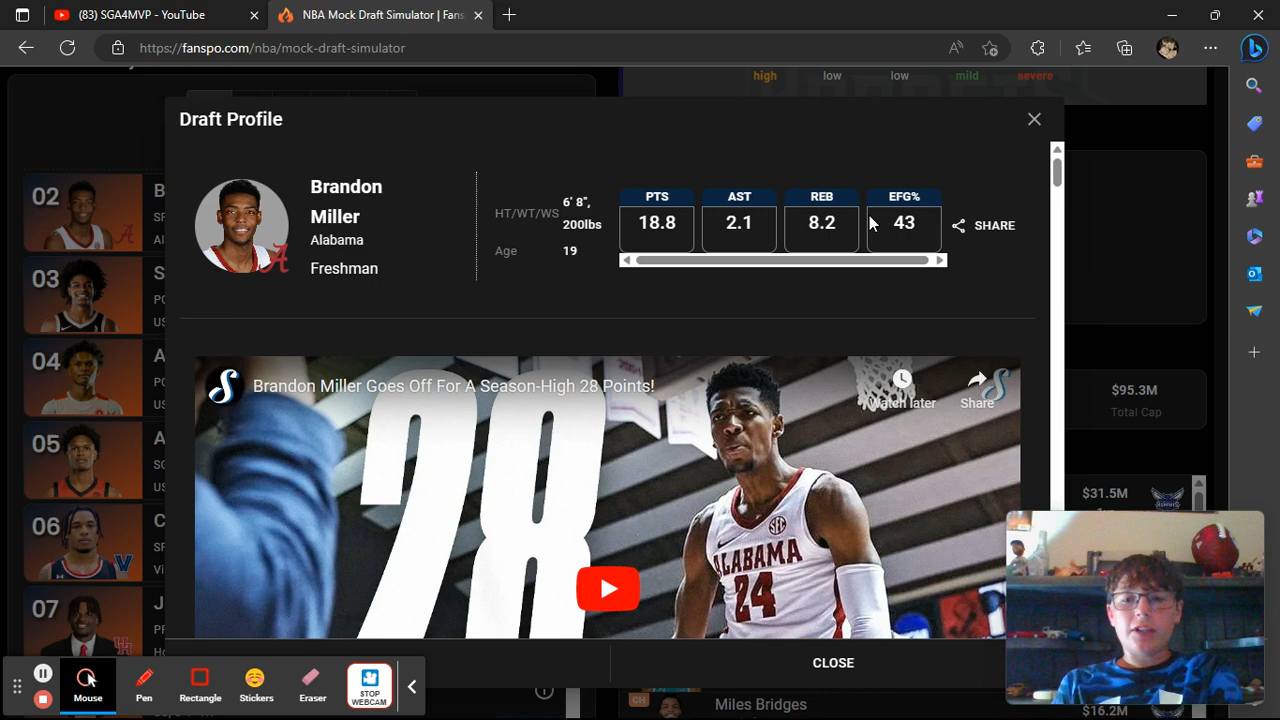 (83) SGA4MVP - YouTube
NBA Mock Draft Simulator | Fans
https://fanspo.com/nba/mock-draft-simulator
high low low mild severe
Draft Profile
02
03
04
05
06
07
Brandon
Miller
Alabama
Freshman
HT/WT/WS 6' 8",
200lbs
Age 19
PTS AST REB EFG%
18.8 2.1 8.2 43
SHARE
Brandon Miller Goes Off For A Season-High 28 Points!
Watch later Share
28
SEC
ALABAMA
24
$95.3M
Total Cap
$31.5M
CLOSE
Mouse Pen Rectangle Stickers Eraser STOP
WEBCAM
CH
Miles Bridges
$16.2M